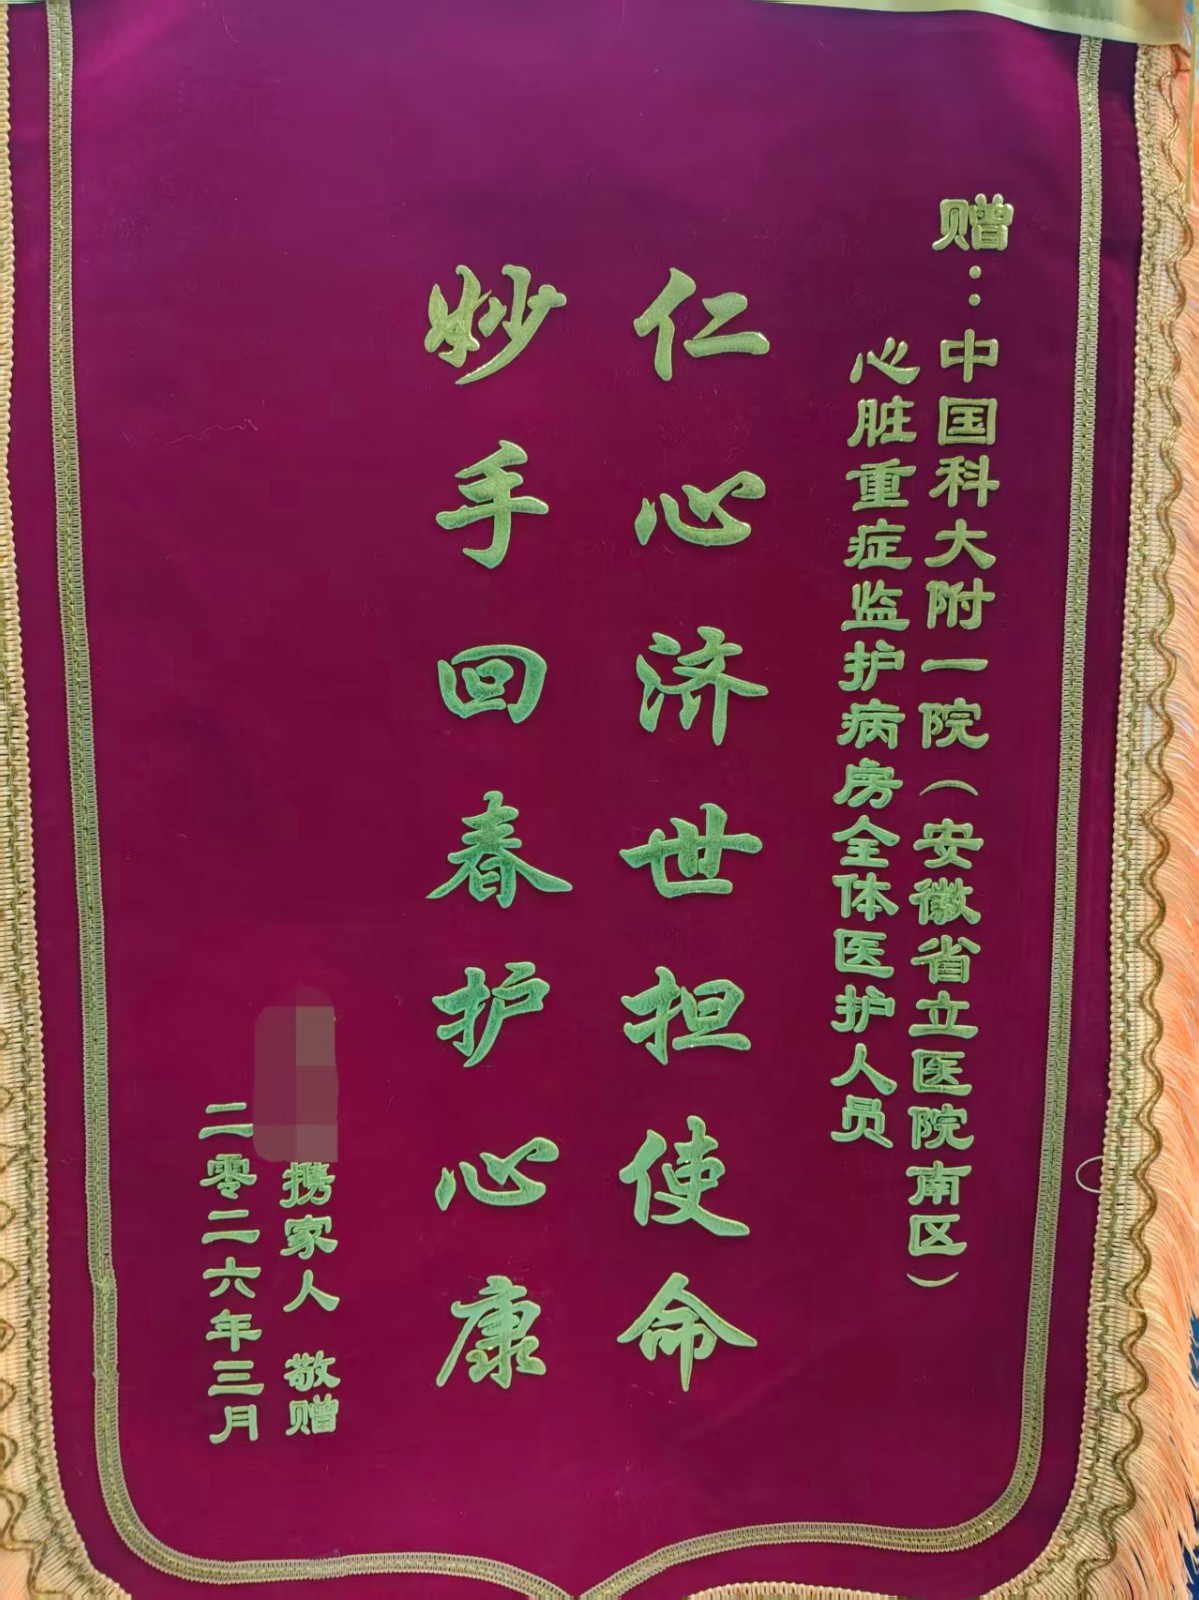 赠：中国科大附一院（安徽省立医院南区）
心脏重症监护病房全体医护人员
仁心济世担使命
妙手回春护心康
携家人 敬赠
二零二六年三月